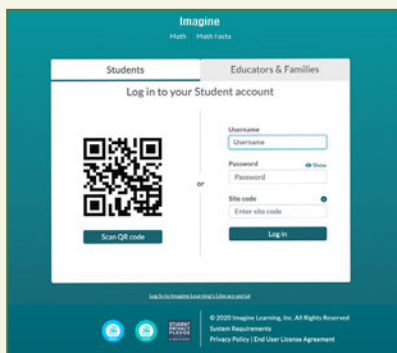 Imagine
Math Math Facts
Students
Educators & Families
Log in to your Student account
Username
Username
Password
Show
Password
or
Site code
Enter site code
Scan QR code
Log in
Log In to Imagine Learning's Literacy portal
STUDENT
PRIVACY
PLEDGE
© 2020 Imagine Learning, Inc. All Rights Reserved
System Requirements
Privacy Policy | End User License Agreement